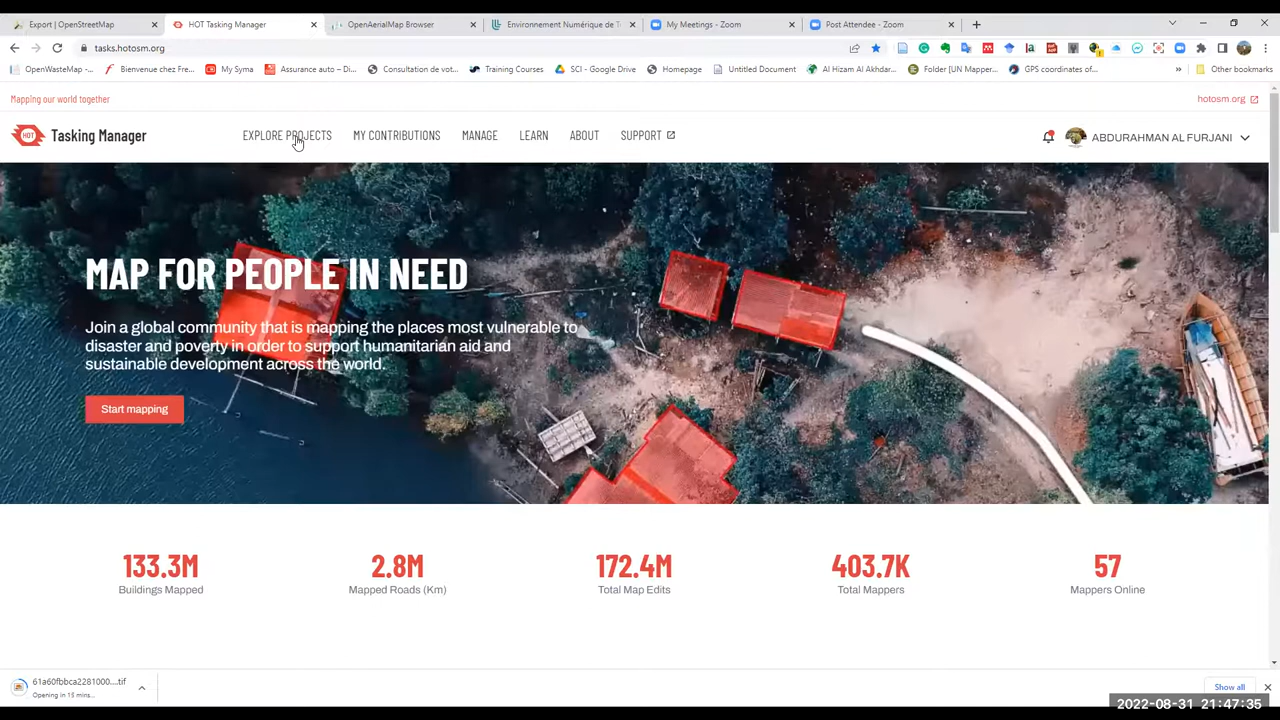 Export | OpenStreetMap
HOT Tasking Manager
OpenAerialMap Browser
Environnement Numérique de T
My Meetings - Zoom
Post Attendee - Zoom
tasks.hotosm.org
OpenWasteMap -...
Bienvenue chez Fre...
My Syma
Assurance auto – Di...
Consultation de vot...
Training Courses
SCI - Google Drive
Homepage
Untitled Document
Al Hizam Al Akhdar...
Folder [UN Mapper...
GPS coordinates of...
»
Other bookmarks
Mapping our world together
hotosm.org
HOT
Tasking Manager
EXPLORE PROJECTS
MY CONTRIBUTIONS
MANAGE
LEARN
ABOUT
SUPPORT
ABDURAHMAN AL FURJANI
MAP FOR PEOPLE IN NEED
Join a global community that is mapping the places most vulnerable to
disaster and poverty in order to support humanitarian aid and
sustainable development across the world.
Start mapping
133.3M
Buildings Mapped
2.8M
Mapped Roads (Km)
172.4M
Total Map Edits
403.7K
Total Mappers
57
Mappers Online
61a60fbbca2281000....tif
Opening in 15 mins...
Show all
2022-08-31 21:47:35